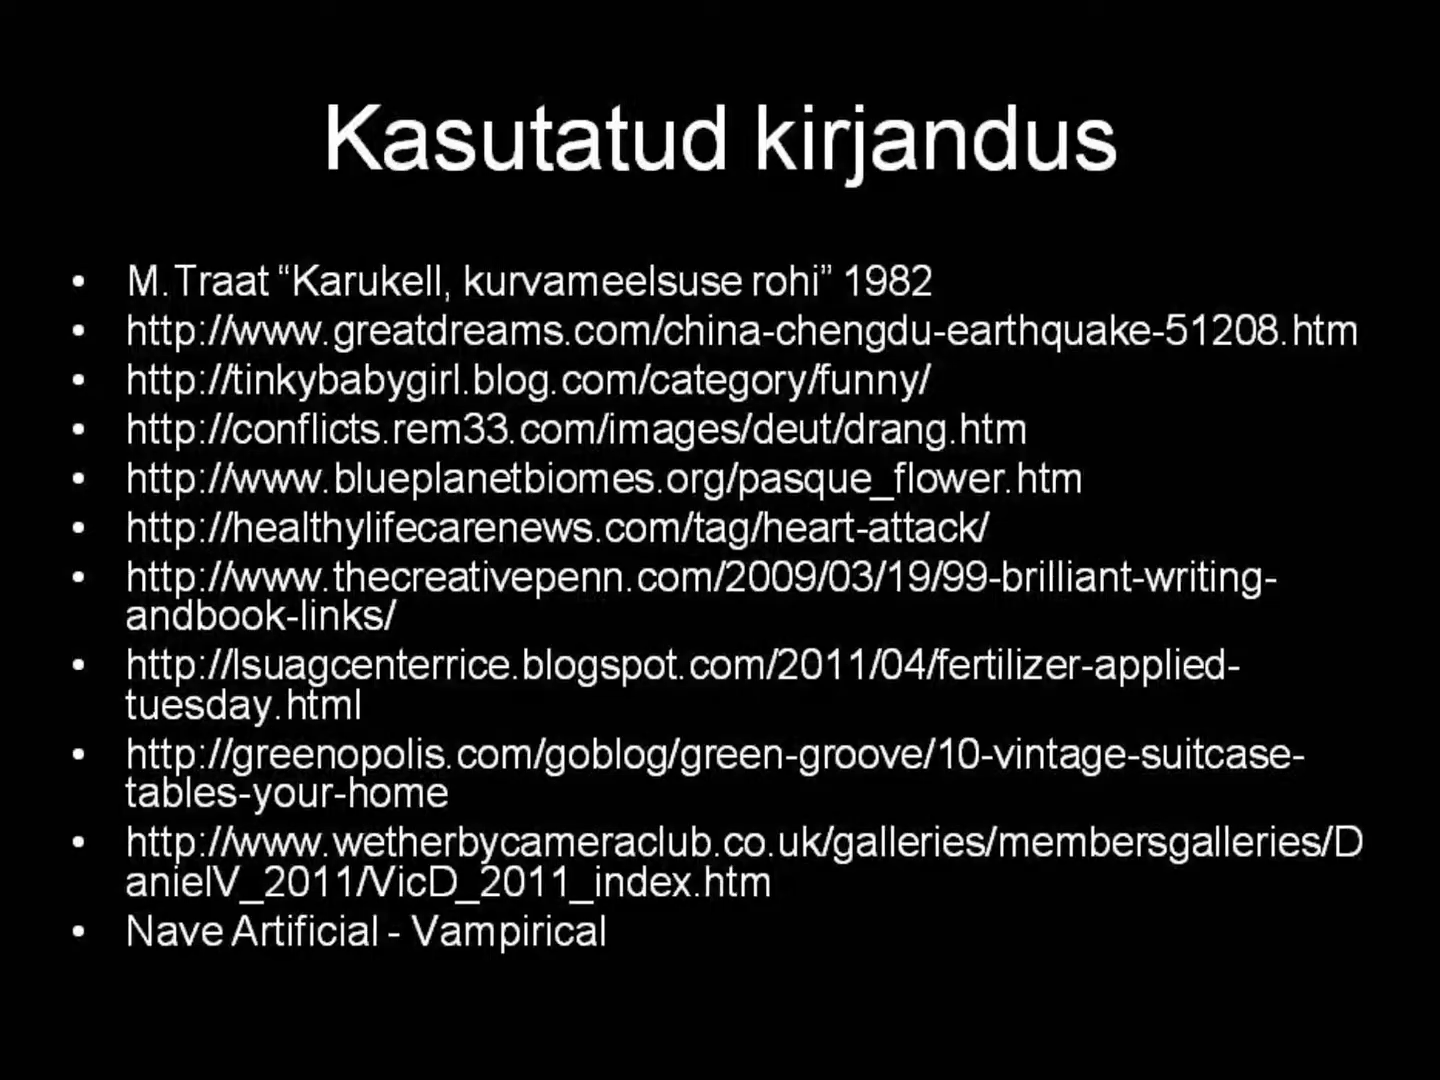 Kasutatud kirjandus
• M.Traat “Karukell, kurvameelsuse rohi” 1982
• http://www.greatdreams.com/china-chengdu-earthquake-51208.htm
• http://tinkybabygirl.blog.com/category/funny/
• http://conflicts.rem33.com/images/deut/drang.htm
• http://www.blueplanetbiomes.org/pasque_flower.htm
• http://healthylifecarenews.com/tag/heart-attack/
• http://www.thecreativepenn.com/2009/03/19/99-brilliant-writing-
andbook-links/
• http://lsuagcenterrice.blogspot.com/2011/04/fertilizer-applied-
tuesday.html
• http://greenopolis.com/goblog/green-groove/10-vintage-suitcase-
tables-your-home
• http://www.wetherbycameraclub.co.uk/galleries/membersgalleries/D
anielV_2011/VicD_2011_index.htm
• Nave Artificial - Vampirical